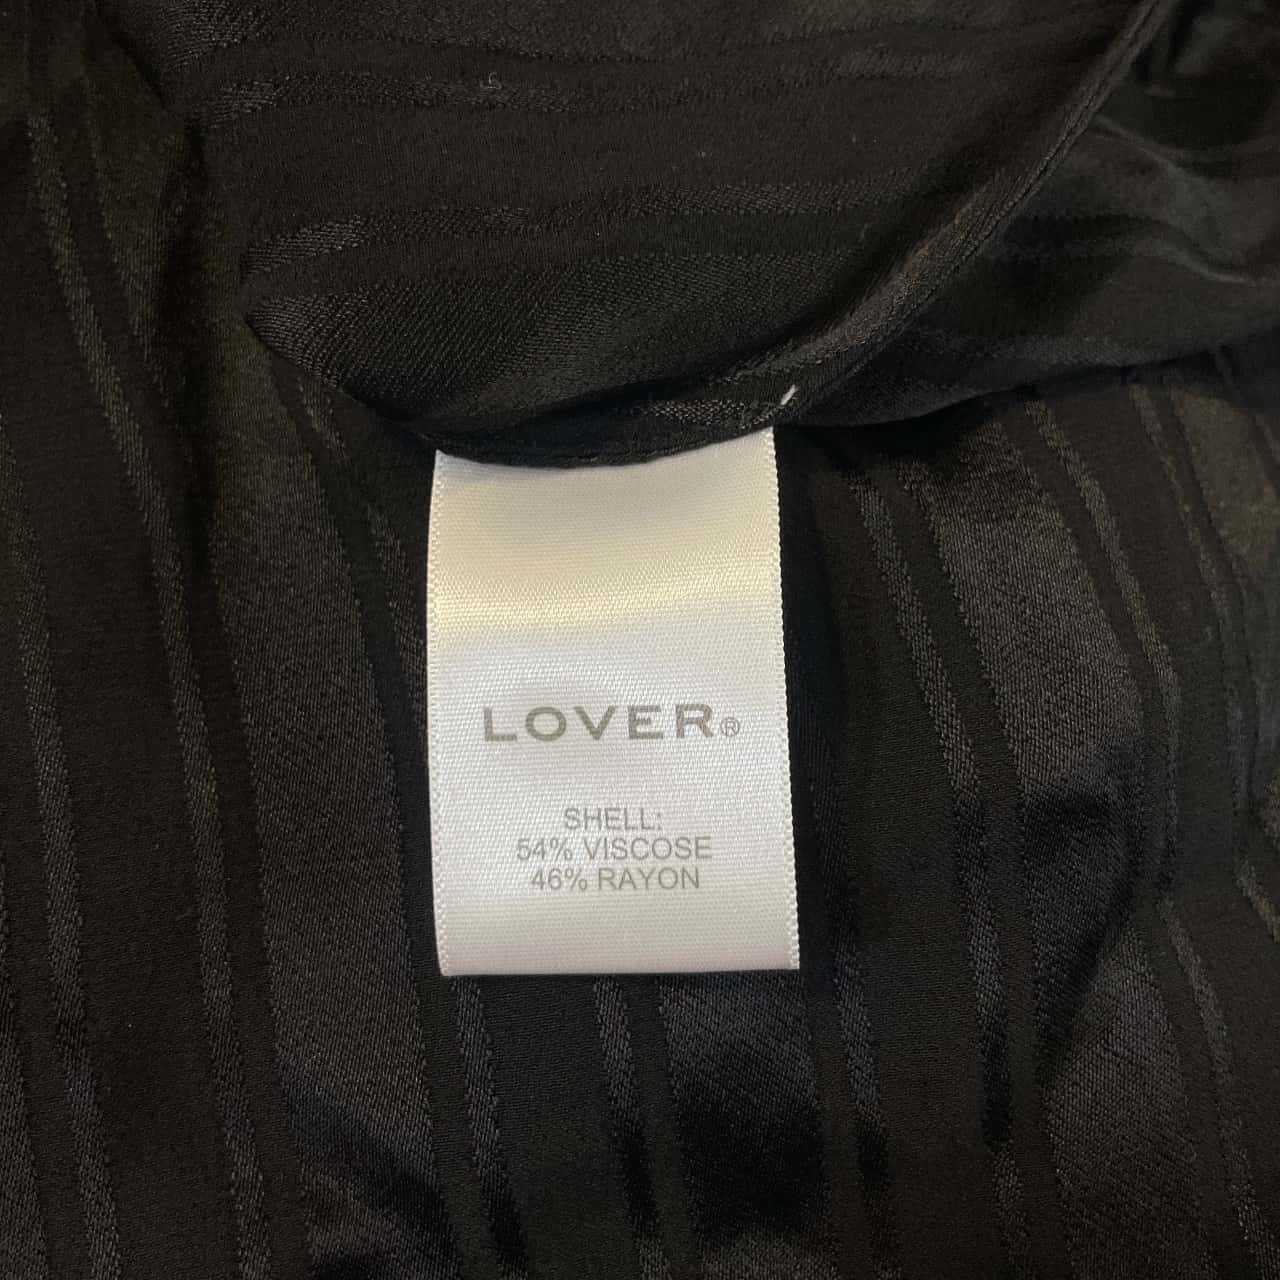 LOVER®
SHELL:
54% VISCOSE
46% RAYON